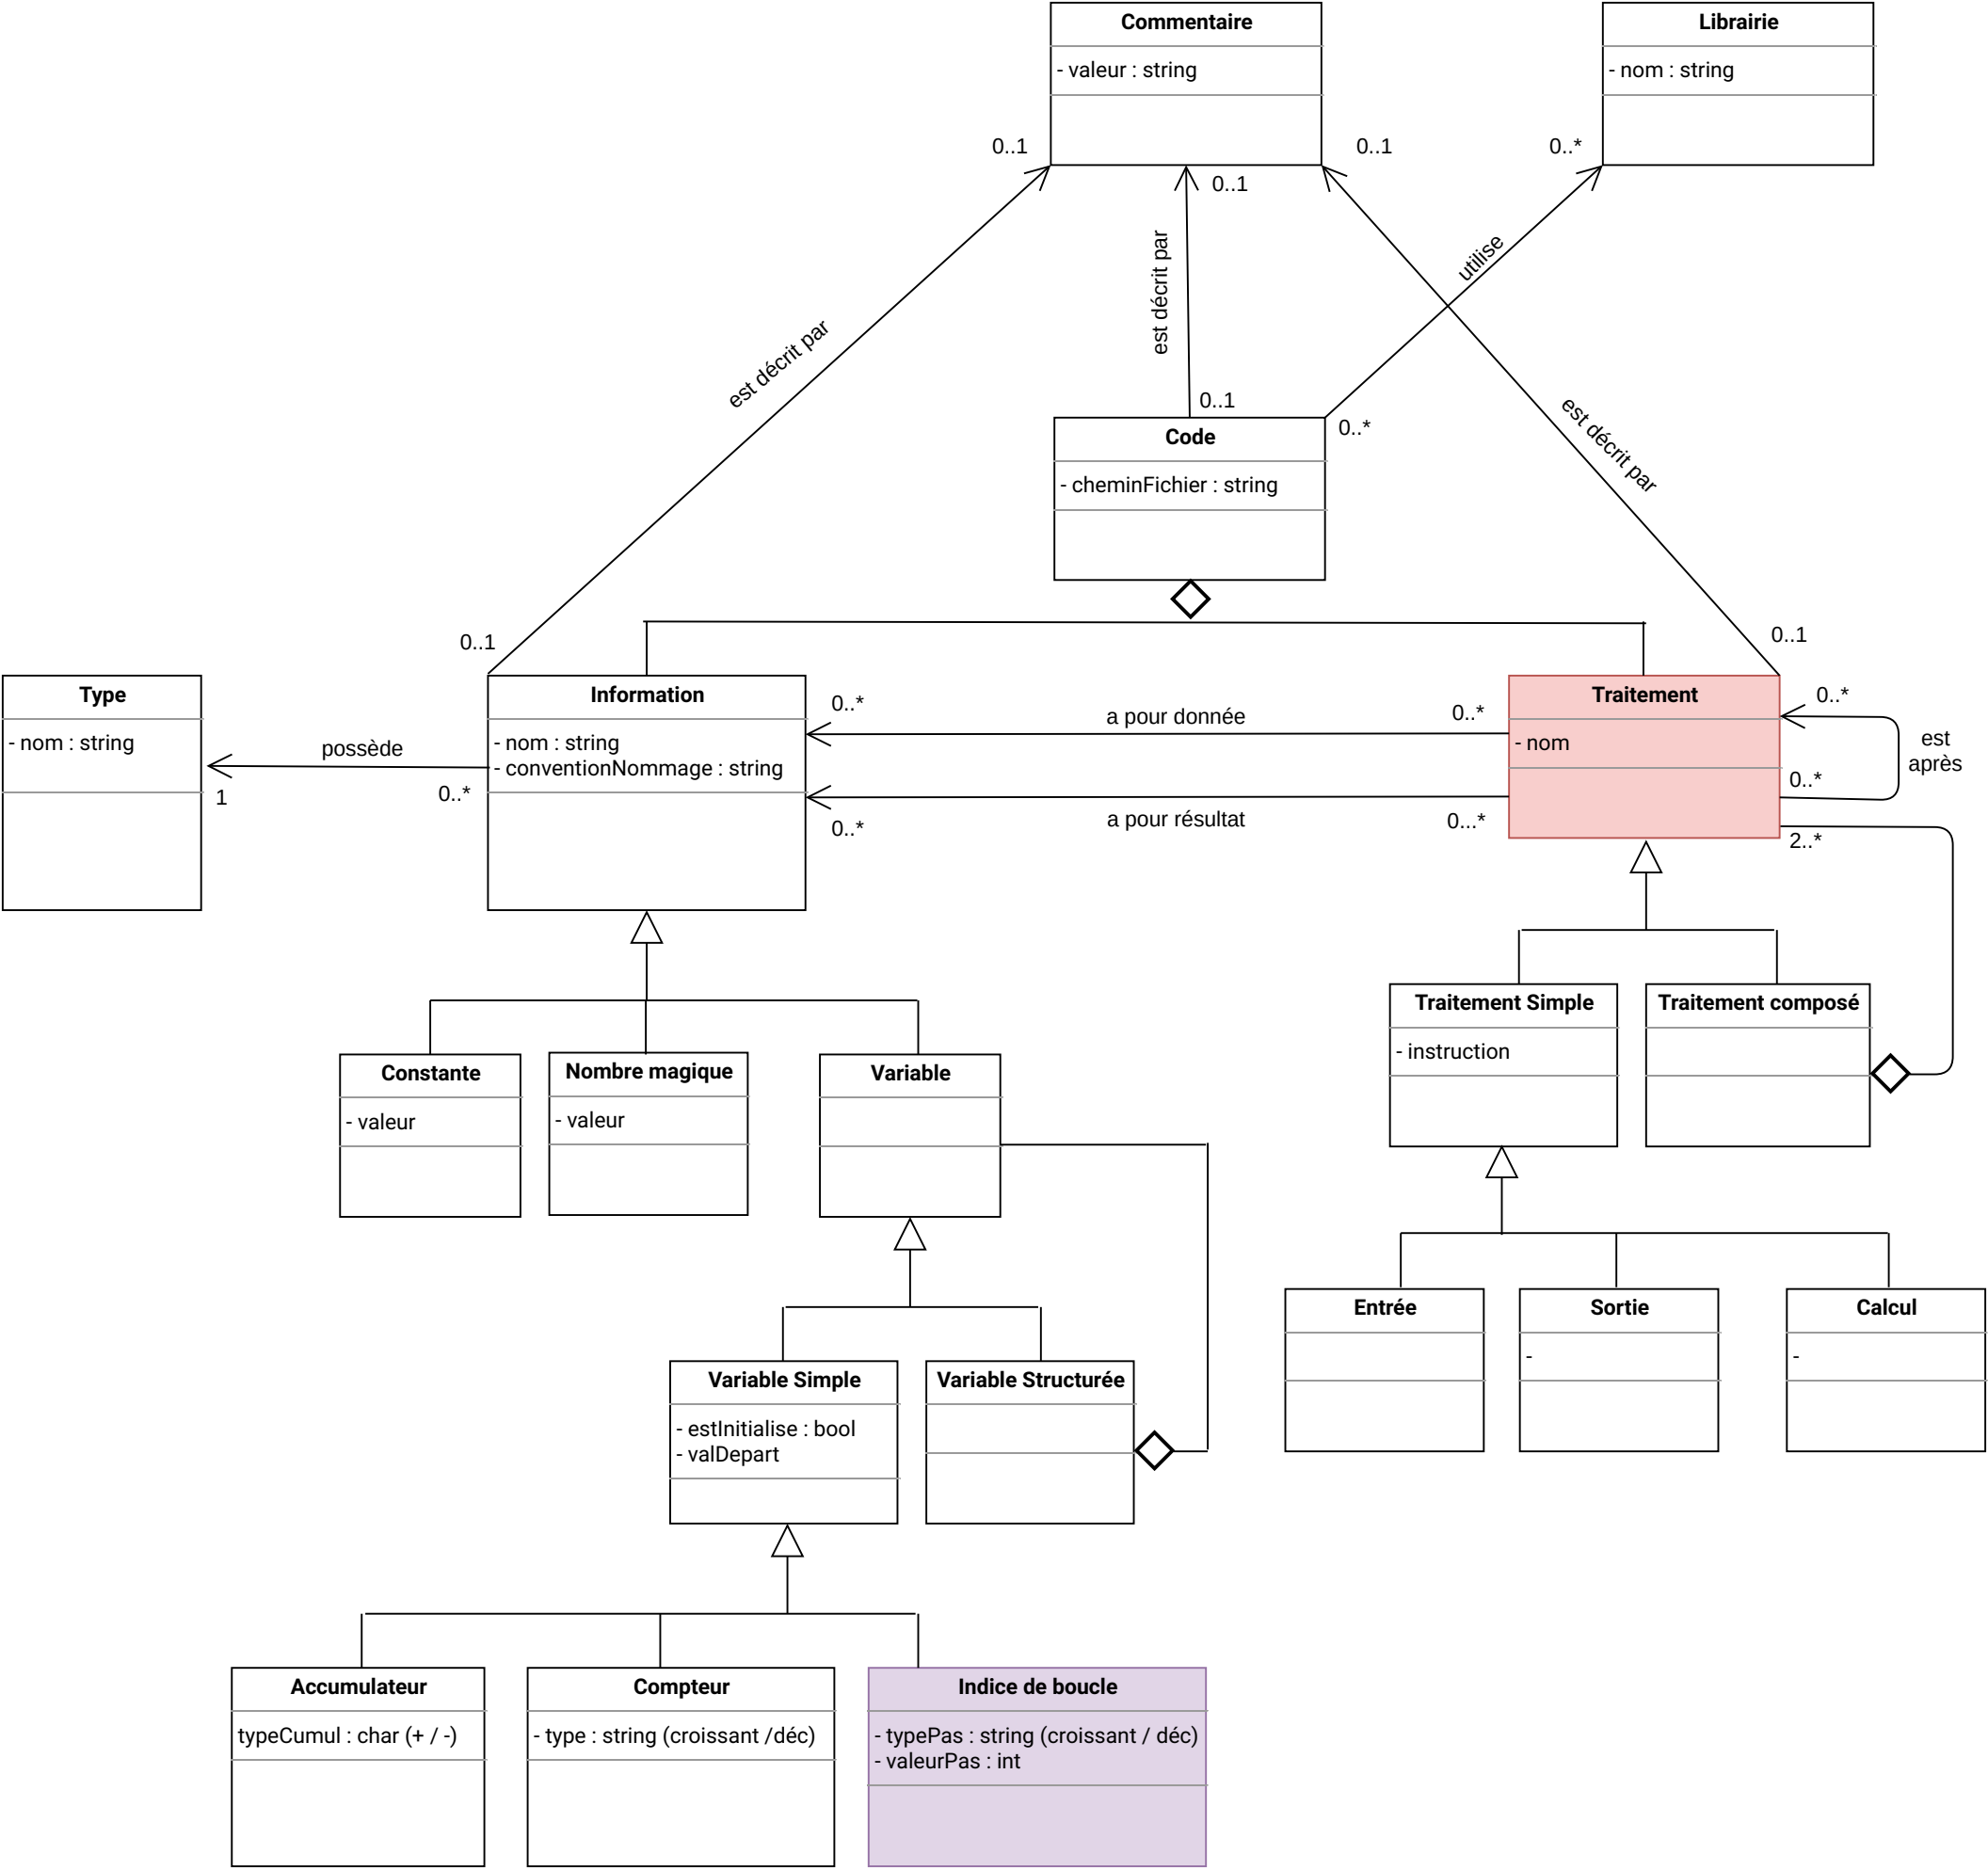 Commentaire
- valeur : string
Librairie
- nom : string
0..1
0..1
0..*
0..1
utilise
est décrit par
est décrit par
est décrit par
0..1
0..*
Code
- cheminFichier : string
0..1
0..1
Type
- nom : string
possède
1
0..*
Information
- nom : string
- conventionNommage : string
0..*
a pour donnée
0..*
0..*
a pour résultat
0...*
Traitement
- nom
0..*
est
après
0..*
2..*
Traitement Simple
- instruction
Traitement composé
Constante
- valeur
Nombre magique
- valeur
Variable
Entrée
Sortie
-
Calcul
-
Variable Simple
- estInitialise : bool
- valDepart
Variable Structurée
Accumulateur
typeCumul : char (+ / -)
Compteur
- type : string (croissant /déc)
Indice de boucle
- typePas : string (croissant / déc)
- valeurPas : int